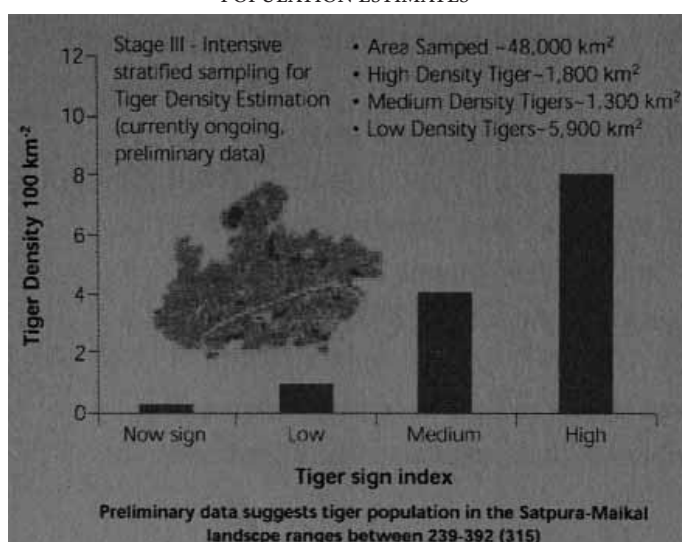 POPULATION ESTIMATES
Stage III - Intensive
stratified sampling for
Tiger Density Estimation
(currently ongoing,
preliminary data)
• Area Samped ~48,000 km²
• High Density Tiger~1,800 km²
• Medium Density Tigers~1,300 km²
• Low Density Tigers~5,900 km²
Tiger Density 100 km⁻²
12
10
8
6
4
2
0
Now sign
Low
Medium
High
Tiger sign index
Preliminary data suggests tiger population in the Satpura-Maikal
landscpe ranges between 239-392 (315)